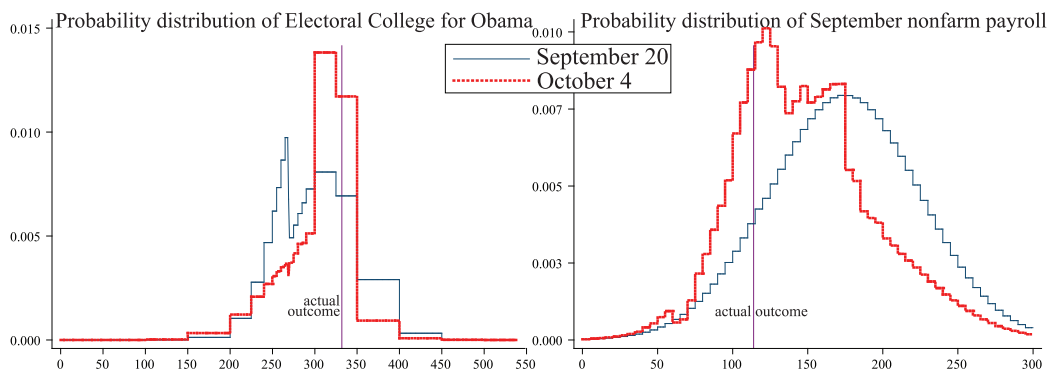 Probability distribution of Electoral College for Obama
0.015
0.010
0.005
0.000
actual
outcome
0 50 100 150 200 250 300 350 400 450 500 550
September 20
October 4
Probability distribution of September nonfarm payroll
0.010
0.007
0.005
0.003
0.000
actual outcome
0 50 100 150 200 250 300